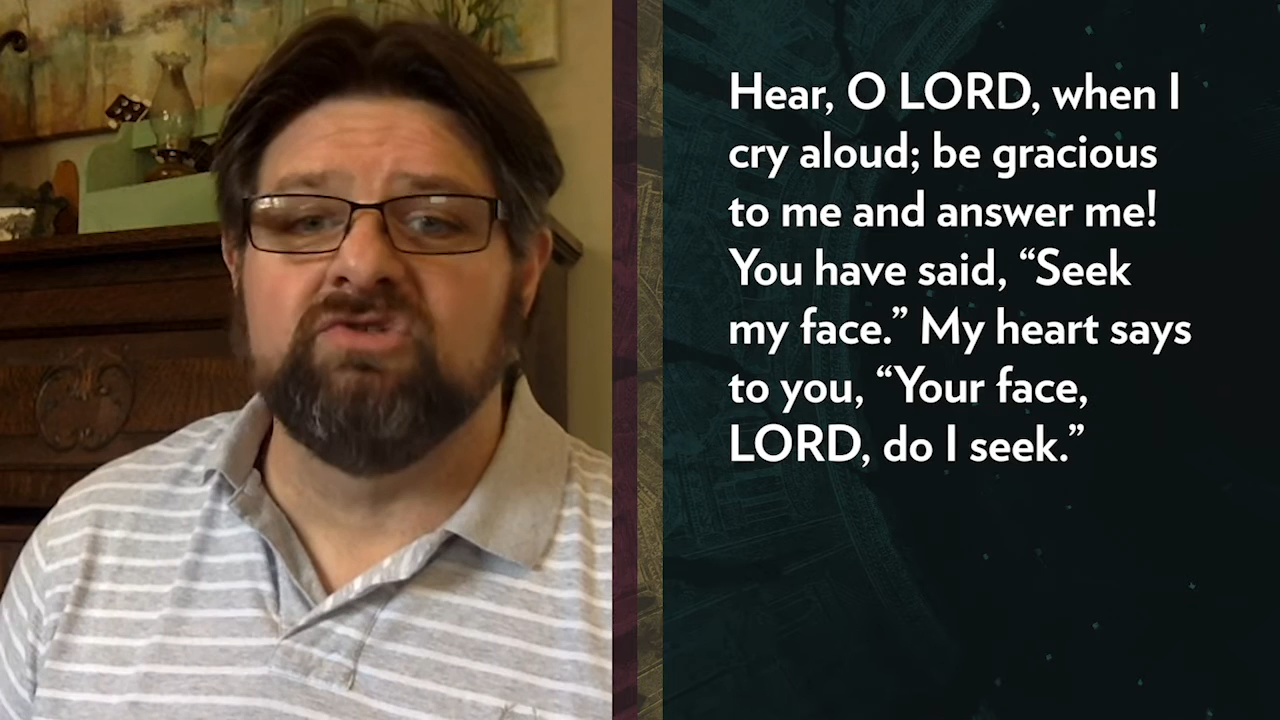 Hear, O LORD, when I
cry aloud; be gracious
to me and answer me!
You have said, “Seek
my face.” My heart says
to you, “Your face,
LORD, do I seek.”